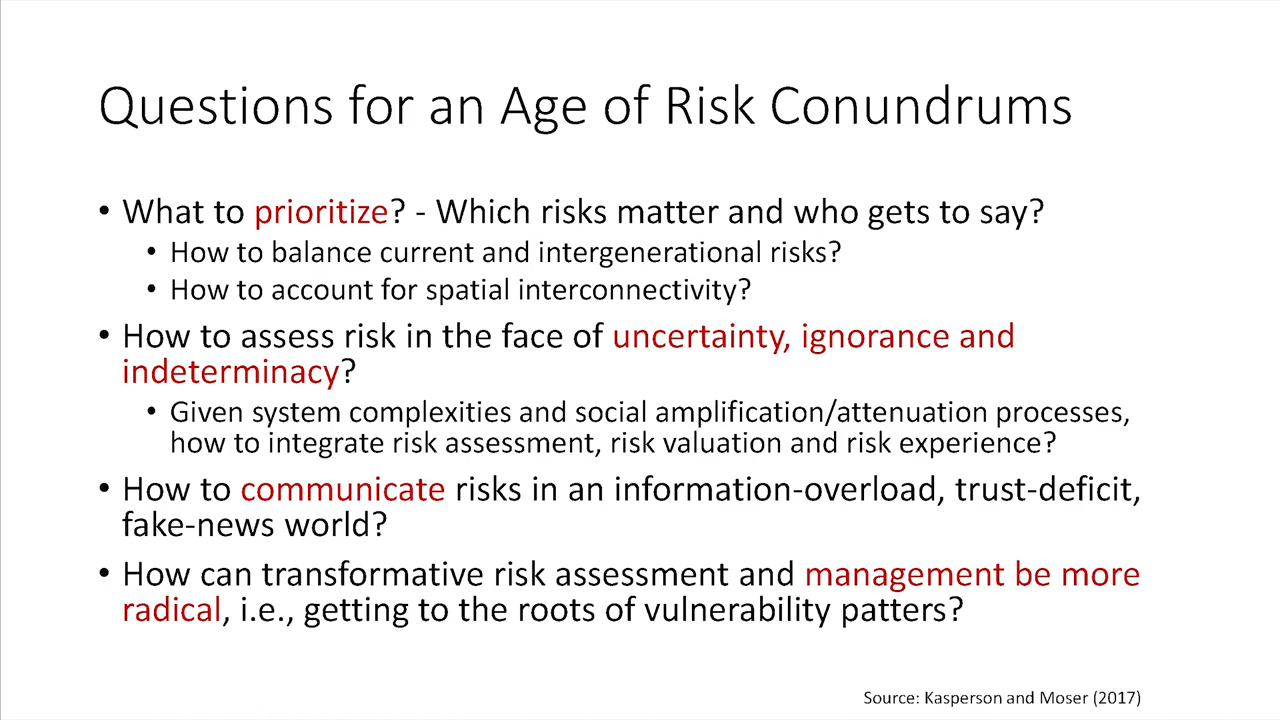 Questions for an Age of Risk Conundrums
• What to prioritize? - Which risks matter and who gets to say?
• How to balance current and intergenerational risks?
• How to account for spatial interconnectivity?
• How to assess risk in the face of uncertainty, ignorance and
indeterminacy?
• Given system complexities and social amplification/attenuation processes,
how to integrate risk assessment, risk valuation and risk experience?
• How to communicate risks in an information-overload, trust-deficit,
fake-news world?
• How can transformative risk assessment and management be more
radical, i.e., getting to the roots of vulnerability patters?
Source: Kasperson and Moser (2017)